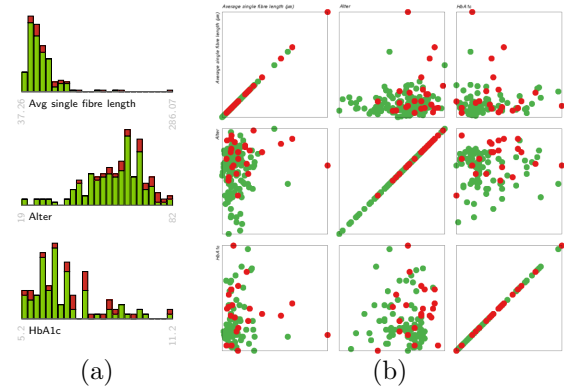 Average single fibre length (µm)
Alter
HbA1c
Average single fibre length (µm)
37.26
286.07
Avg single fibre length
Alter
19
82
Alter
HbA1c
5.2
11.2
HbA1c
(a)
(b)